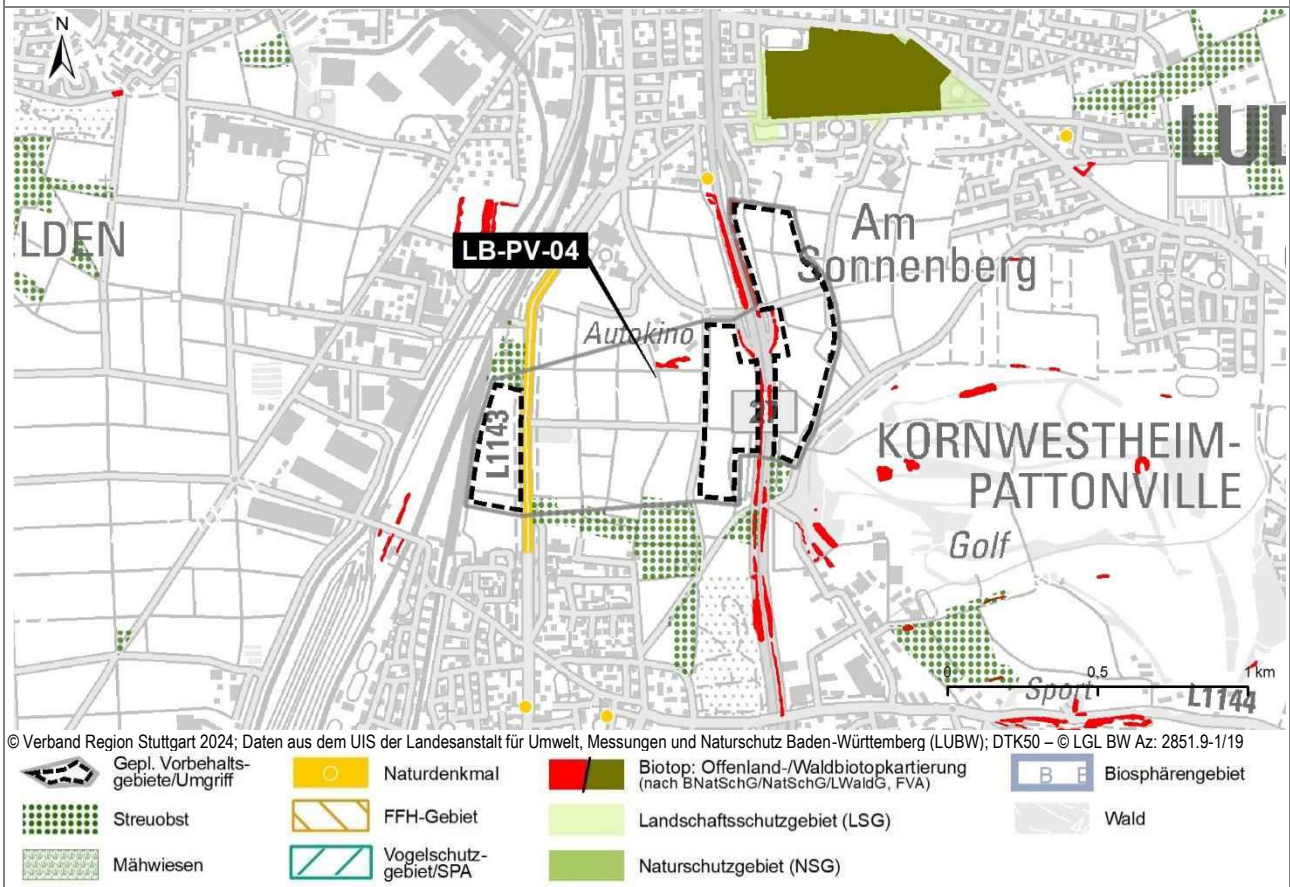 N
LUD
LDEN
Am
Sonnenberg
LB-PV-04
Autokino
L1143
27
KORNWESTHEIM-
PATTONVILLE
Golf
0 0,5 1 km
Sport
L1144
© Verband Region Stuttgart 2024; Daten aus dem UIS der Landesanstalt für Umwelt, Messungen und Naturschutz Baden-Württemberg (LUBW); DTK50 – © LGL BW Az: 2851.9-1/19
Gepl. Vorbehalts-
gebiete/Umgriff
Naturdenkmal
Biotop: Offenland-/Waldbiotopkartierung
(nach BNatSchG/NatSchG/LWaldG, FVA)
B B
Biosphärengebiet
Streuobst
FFH-Gebiet
Landschaftsschutzgebiet (LSG)
Wald
Mähwiesen
Vogelschutz-
gebiet/SPA
Naturschutzgebiet (NSG)